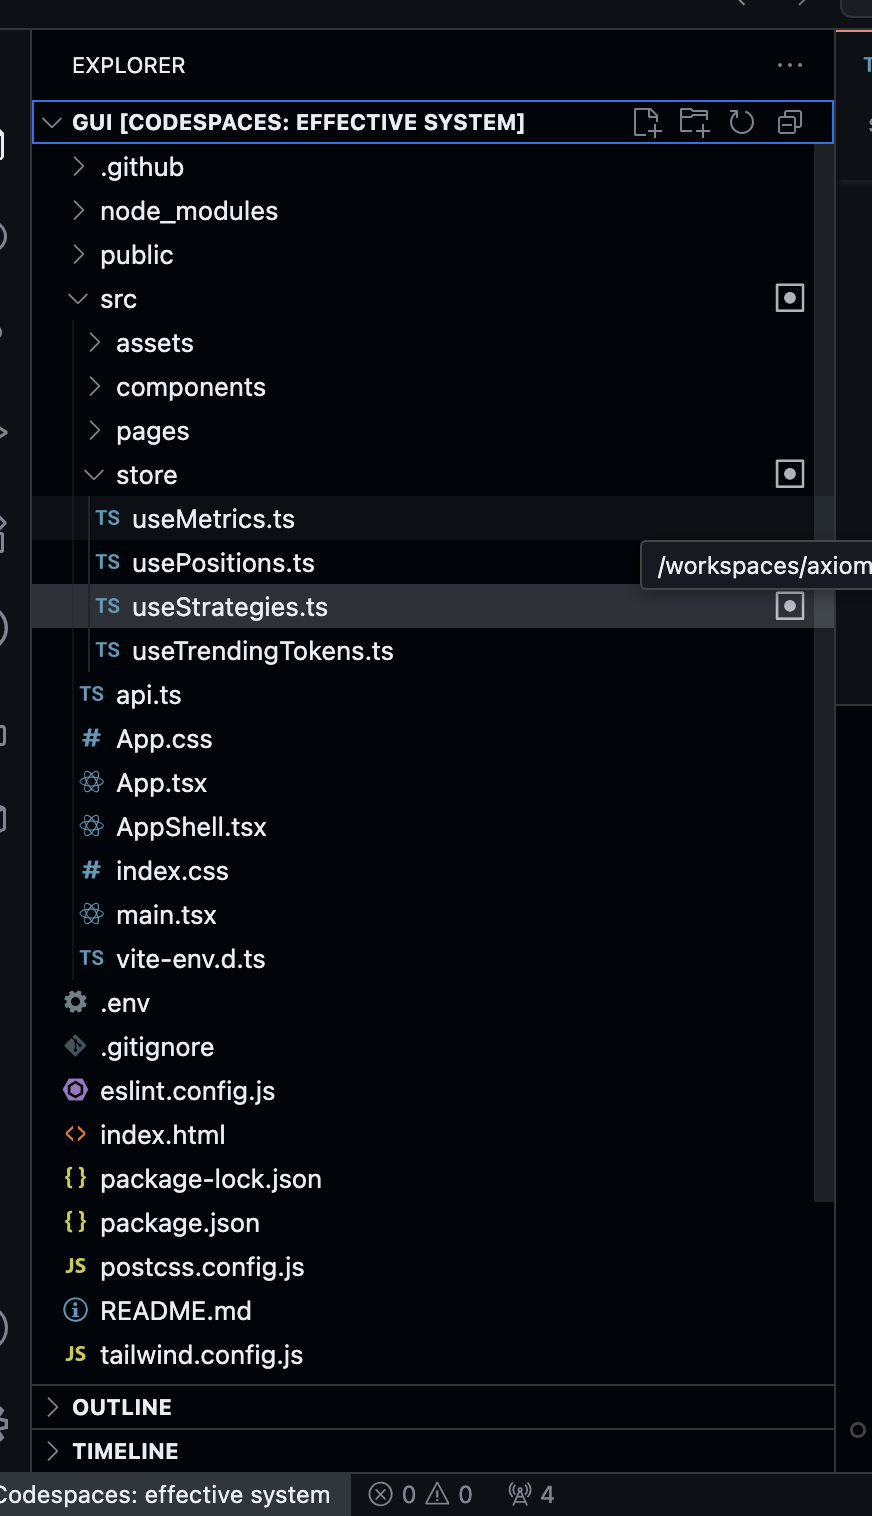 EXPLORER
GUI [CODESPACES: EFFECTIVE SYSTEM]
.github
node_modules
public
src
assets
components
pages
store
TS useMetrics.ts
TS usePositions.ts
/workspaces/axiom
TS useStrategies.ts
TS useTrendingTokens.ts
TS api.ts
# App.css
App.tsx
AppShell.tsx
# index.css
main.tsx
TS vite-env.d.ts
.env
.gitignore
eslint.config.js
<> index.html
{} package-lock.json
{} package.json
JS postcss.config.js
README.md
JS tailwind.config.js
OUTLINE
TIMELINE
Codespaces: effective system 0 0 4